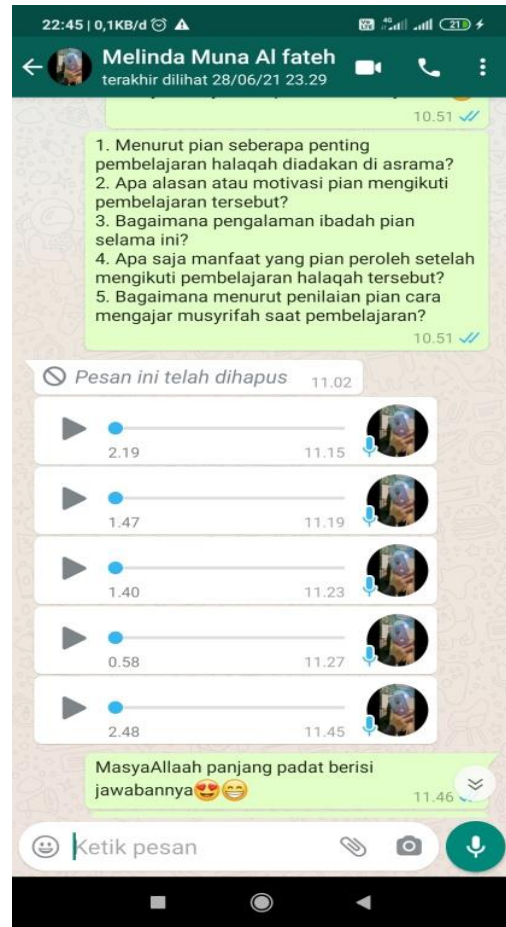 22:45 | 0,1KB/d
4G
21
Melinda Muna Al fateh
terakhir dilihat 28/06/21 23.29
10.51
1. Menurut pian seberapa penting
pembelajaran halaqah diadakan di asrama?
2. Apa alasan atau motivasi pian mengikuti
pembelajaran tersebut?
3. Bagaimana pengalaman ibadah pian
selama ini?
4. Apa saja manfaat yang pian peroleh setelah
mengikuti pembelajaran halaqah tersebut?
5. Bagaimana menurut penilaian pian cara
mengajar musyrifah saat pembelajaran?
10.51
Pesan ini telah dihapus 11.02
2.19 11.15
1.47 11.19
1.40 11.23
0.58 11.27
2.48 11.45
MasyaAllaah panjang padat berisi
jawabannya😍😁 11.46
Ketik pesan